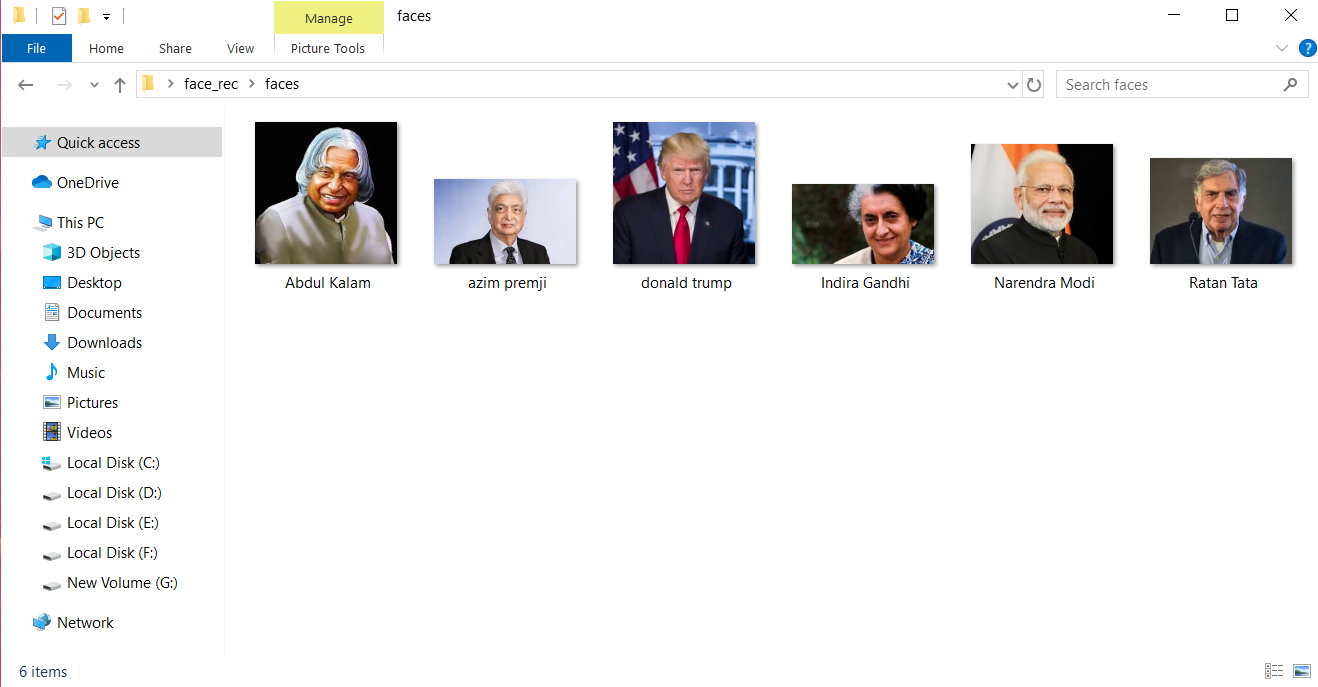 Manage
faces
File
Home
Share
View
Picture Tools
face_rec
faces
Search faces
?
Quick access
OneDrive
This PC
3D Objects
Desktop
Documents
Downloads
Music
Pictures
Videos
Local Disk (C:)
Local Disk (D:)
Local Disk (E:)
Local Disk (F:)
New Volume (G:)
Network
Abdul Kalam
azim premji
donald trump
Indira Gandhi
Narendra Modi
Ratan Tata
6 items